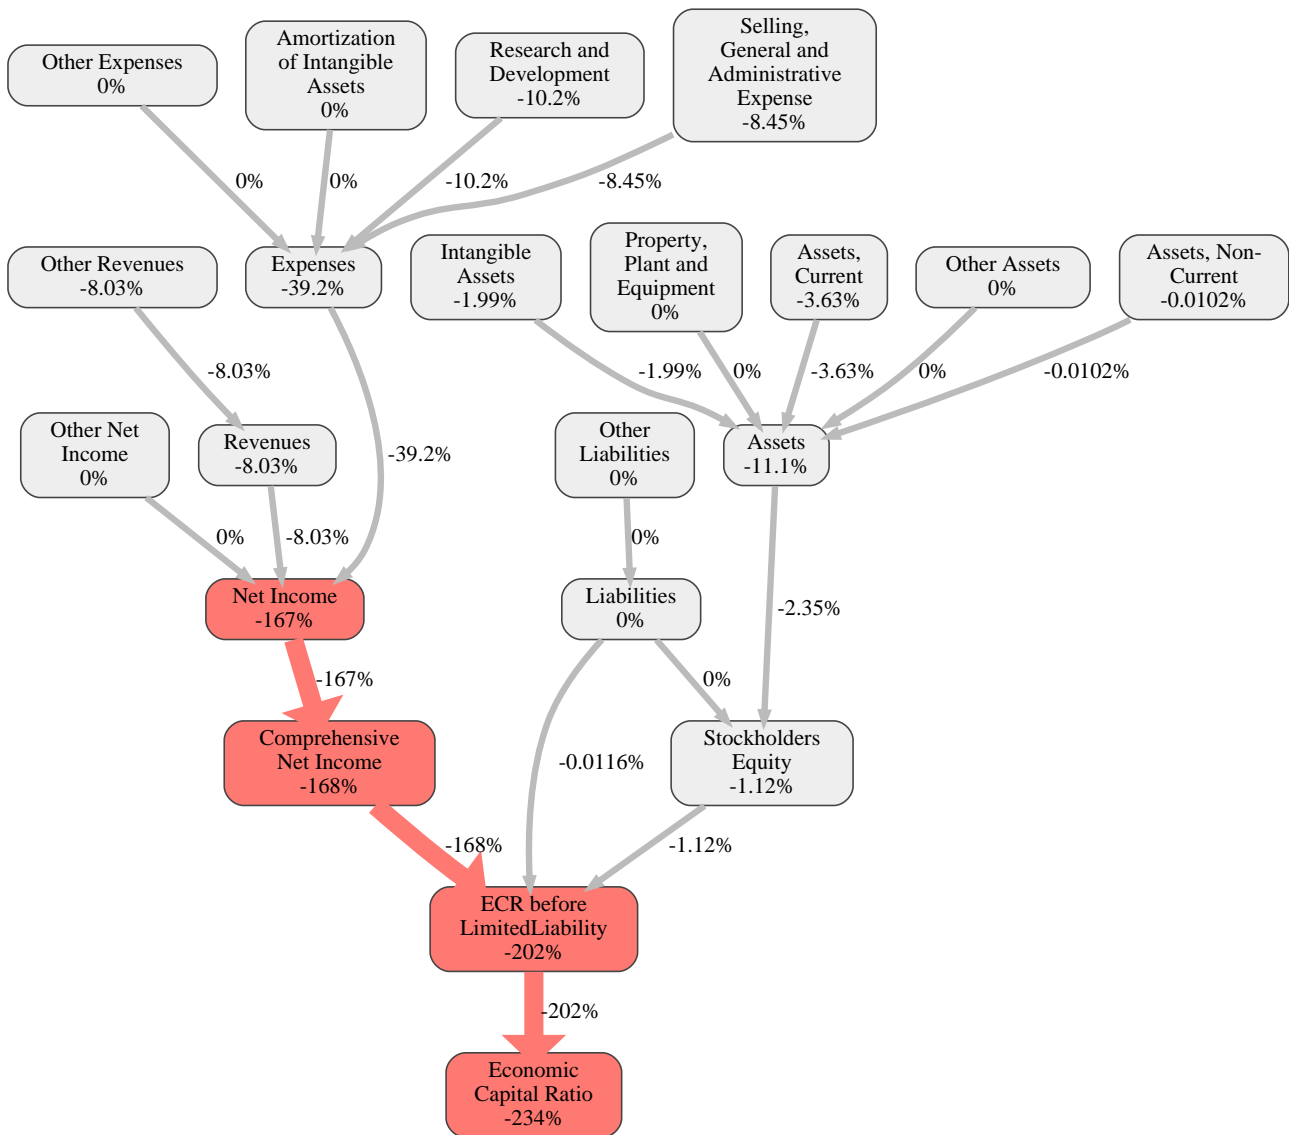 Other Expenses
0%
Amortization
of Intangible
Assets
0%
Research and
Development
-10.2%
Selling,
General and
Administrative
Expense
-8.45%
0%
0%
-10.2%
-8.45%
Other Revenues
-8.03%
Expenses
-39.2%
Intangible
Assets
-1.99%
Property,
Plant and
Equipment
0%
Assets,
Current
-3.63%
Other Assets
0%
Assets, Non-
Current
-0.0102%
-8.03%
-1.99%
0%
-3.63%
0%
-0.0102%
Other Net
Income
0%
Revenues
-8.03%
-39.2%
Other
Liabilities
0%
Assets
-11.1%
0%
-8.03%
0%
Net Income
-167%
Liabilities
0%
-2.35%
-167%
0%
Comprehensive
Net Income
-168%
-0.0116%
Stockholders
Equity
-1.12%
-168%
-1.12%
ECR before
LimitedLiability
-202%
-202%
Economic
Capital Ratio
-234%